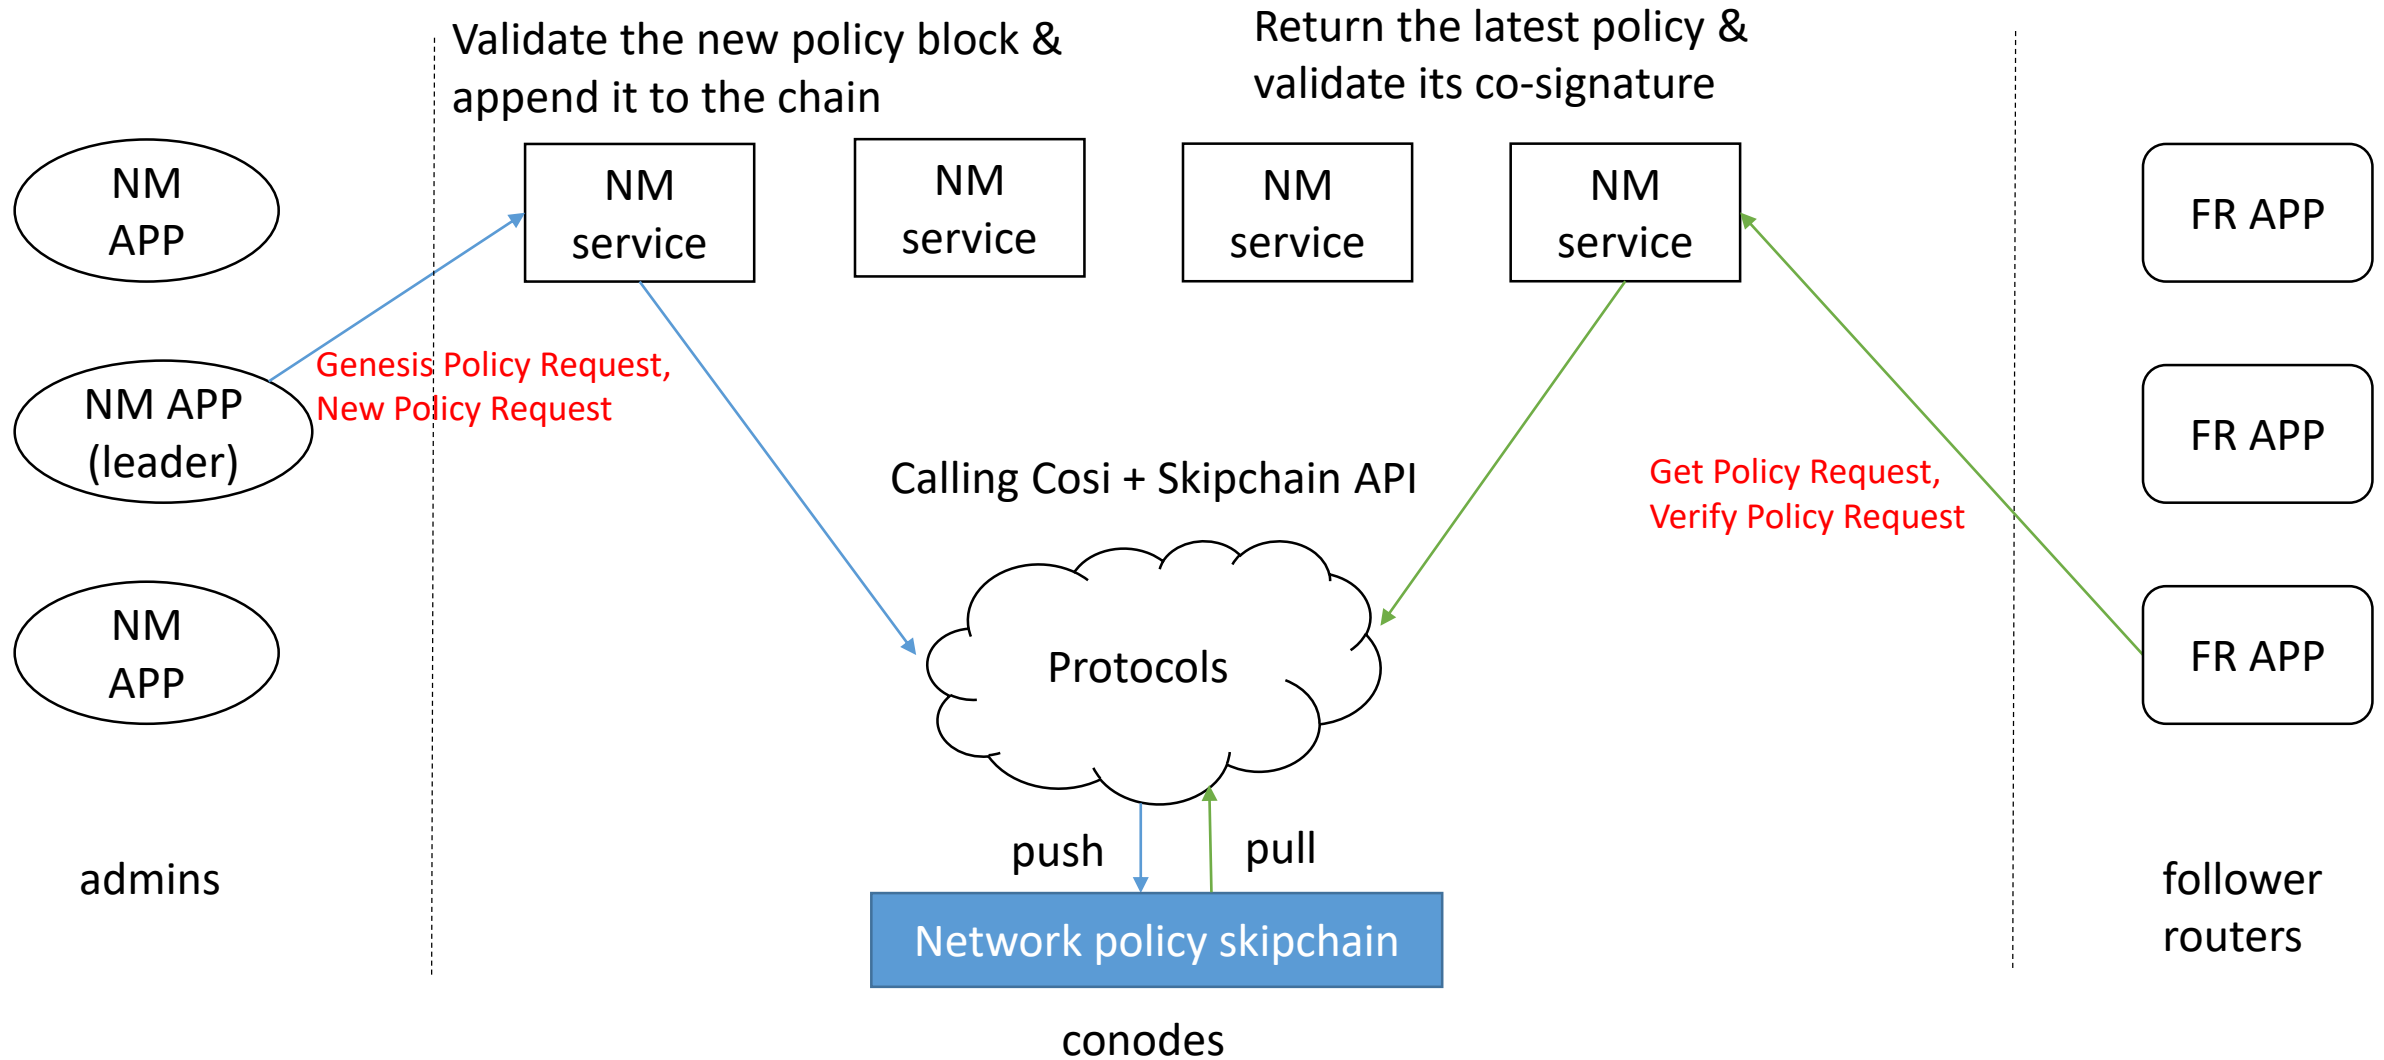 Validate the new policy block &
append it to the chain
Return the latest policy &
validate its co-signature
NM
APP
NM
service
NM
service
NM
service
NM
service
FR APP
Genesis Policy Request,
New Policy Request
NM APP
(leader)
FR APP
Calling Cosi + Skipchain API
Get Policy Request,
Verify Policy Request
NM
APP
Protocols
FR APP
push
pull
admins
follower
routers
Network policy skipchain
conodes